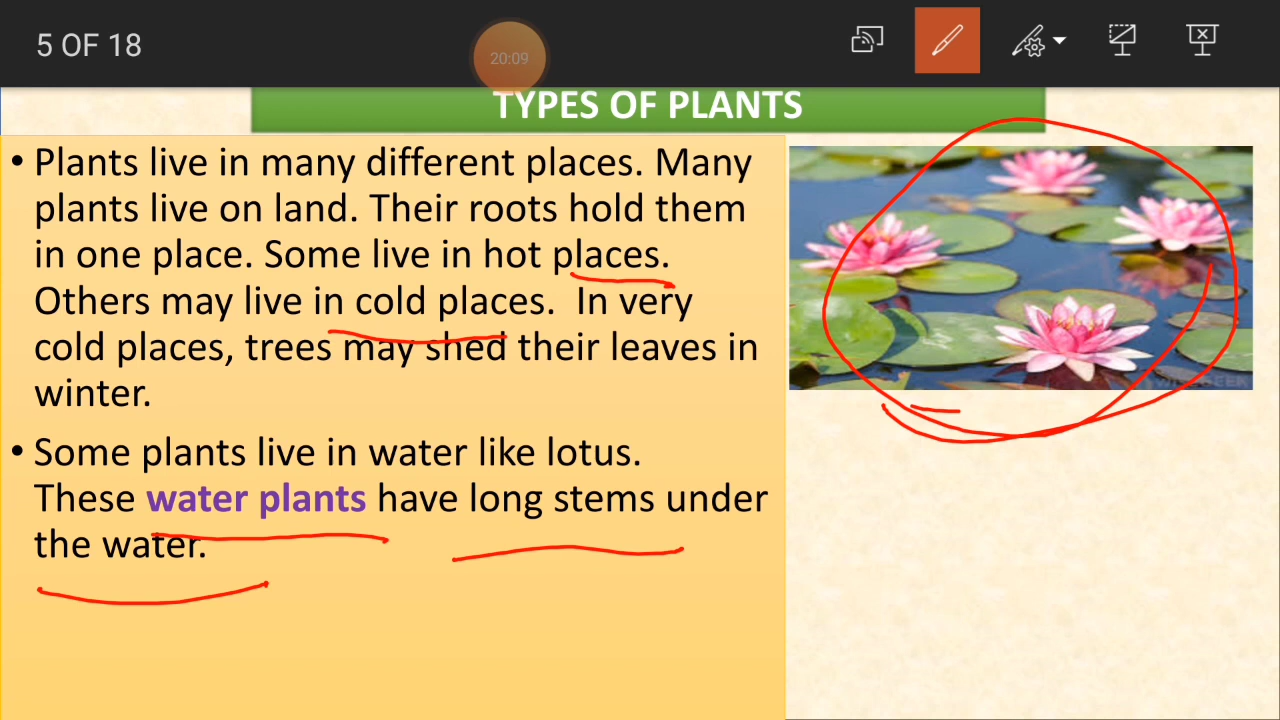 5 OF 18
20:09
TYPES OF PLANTS
• Plants live in many different places. Many
plants live on land. Their roots hold them
in one place. Some live in hot places.
Others may live in cold places.  In very
cold places, trees may shed their leaves in
winter.
• Some plants live in water like lotus.
These water plants have long stems under
the water.